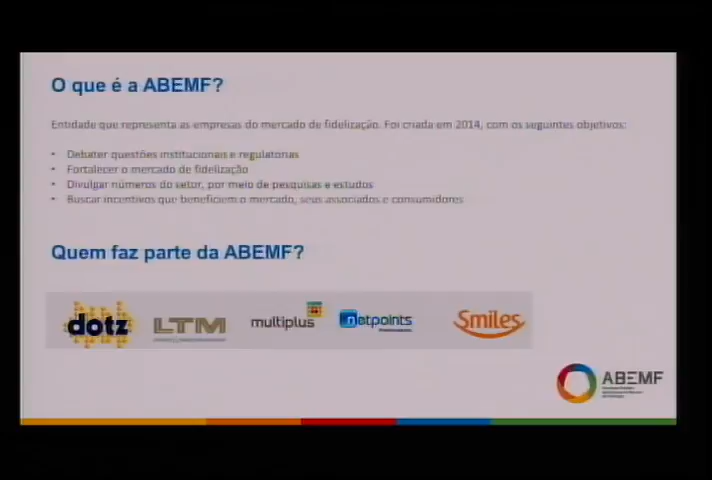 O que é a ABEMF?
Entidade que representa as empresas do mercado de fidelização. Foi criada em 2014, com os seguintes objetivos:
• Debater questões institucionais e regulatórias
• Fortalecer o mercado de fidelização
• Divulgar números do setor, por meio de pesquisas e estudos
• Buscar incentivos que beneficiem o mercado, seus associados e consumidores
Quem faz parte da ABEMF?
dotz LTM multiplus netpoints Smiles
ABEMF